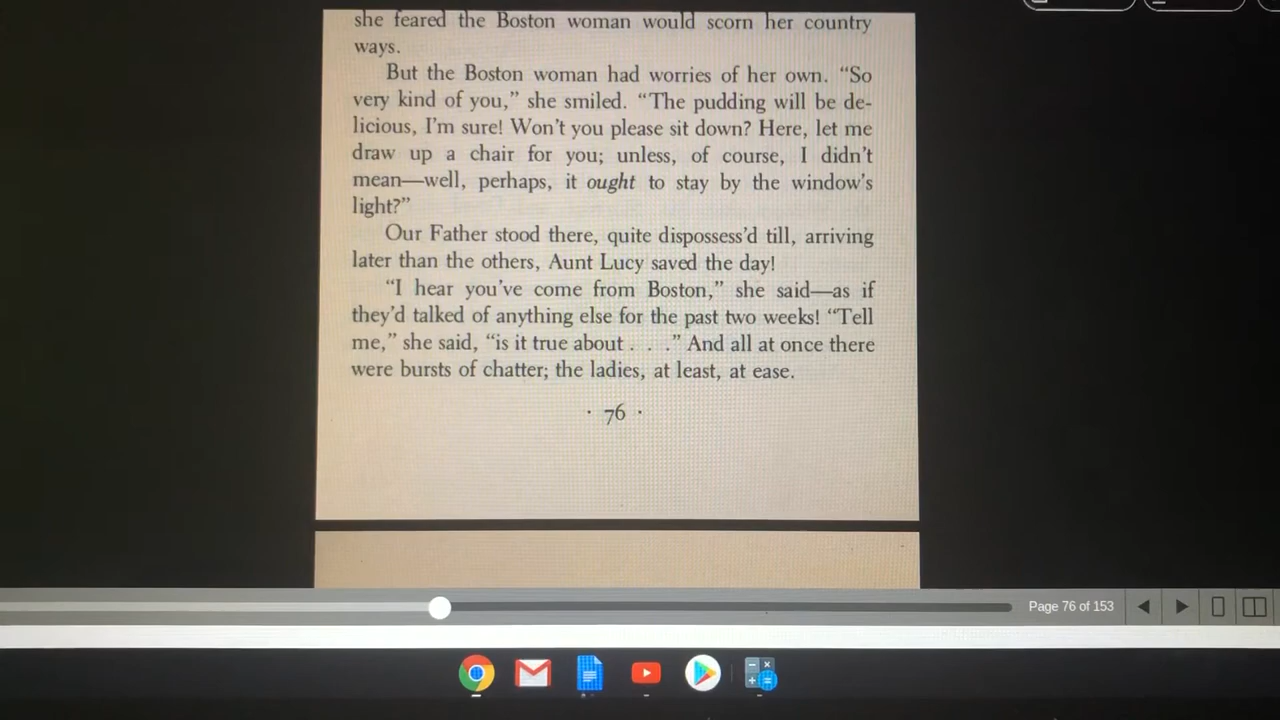 she feared the Boston woman would scorn her country
ways.
But the Boston woman had worries of her own. “So
very kind of you,” she smiled. “The pudding will be de-
licious, I’m sure! Won’t you please sit down? Here, let me
draw up a chair for you; unless, of course, I didn’t
mean—well, perhaps, it ought to stay by the window’s
light?”
Our Father stood there, quite dispossess’d till, arriving
later than the others, Aunt Lucy saved the day!
“I hear you’ve come from Boston,” she said—as if
they’d talked of anything else for the past two weeks! “Tell
me,” she said, “is it true about . . .” And all at once there
were bursts of chatter; the ladies, at least, at ease.
· 76 ·
Page 76 of 153